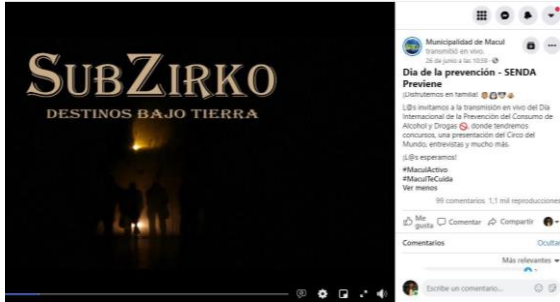 SUBZIRKO
DESTINOS BAJO TIERRA
Municipalidad de Macul
transmitió en vivo.
26 de junio a las 10:59
Día de la prevención - SENDA
Previene
¡Disfrutemos en familia!
L@s invitamos a la transmisión en vivo del Día
Internacional de la Prevención del Consumo de
Alcohol y Drogas , donde tendremos
concursos, una presentación del Circo del
Mundo, entrevistas y mucho más.
¡L@s esperamos!
#MaculActivo
#MaculTeCuida
Ver menos
99 comentarios 1,1 mil reproducciones
Me gusta Comentar Compartir
Comentarios Ocultar
Más relevantes
Escribe un comentario...